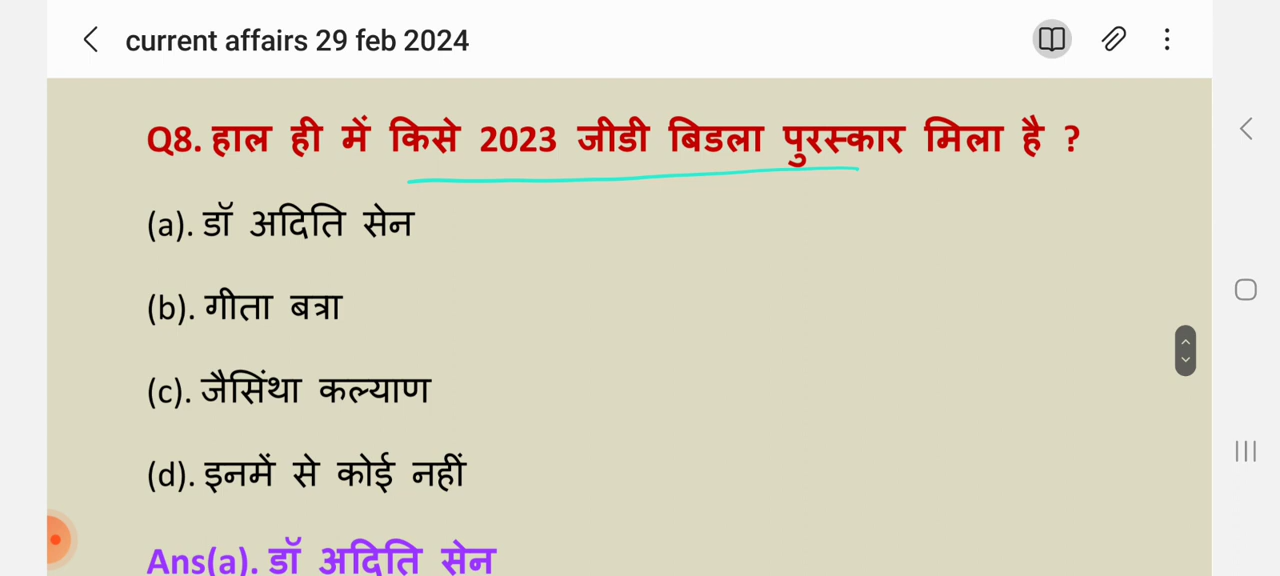 current affairs 29 feb 2024
Q8. हाल ही में किसे 2023 जीडी बिडला पुरस्कार मिला है ?
(a). डॉ अदिति सेन
(b). गीता बत्रा
(c). जैसिंथा कल्याण
(d). इनमें से कोई नहीं
Ans(a). डॉ अदिति सेन